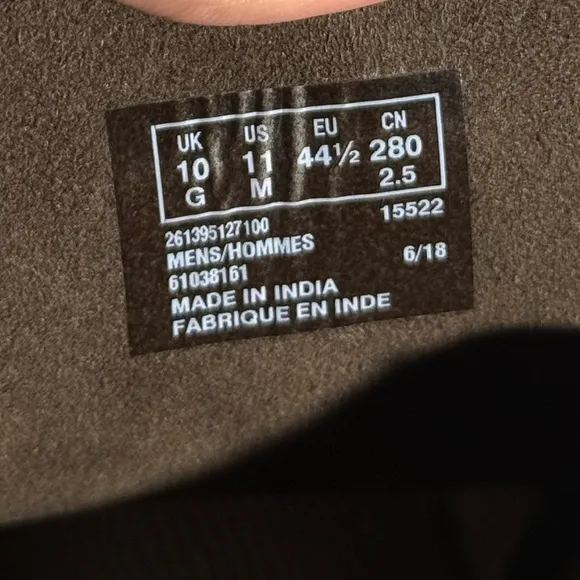 UK US EU CN
10 11 44½ 280
G M 2.5
15522
261395127100
MENS/HOMMES 6/18
61038161
MADE IN INDIA
FABRIQUE EN INDE